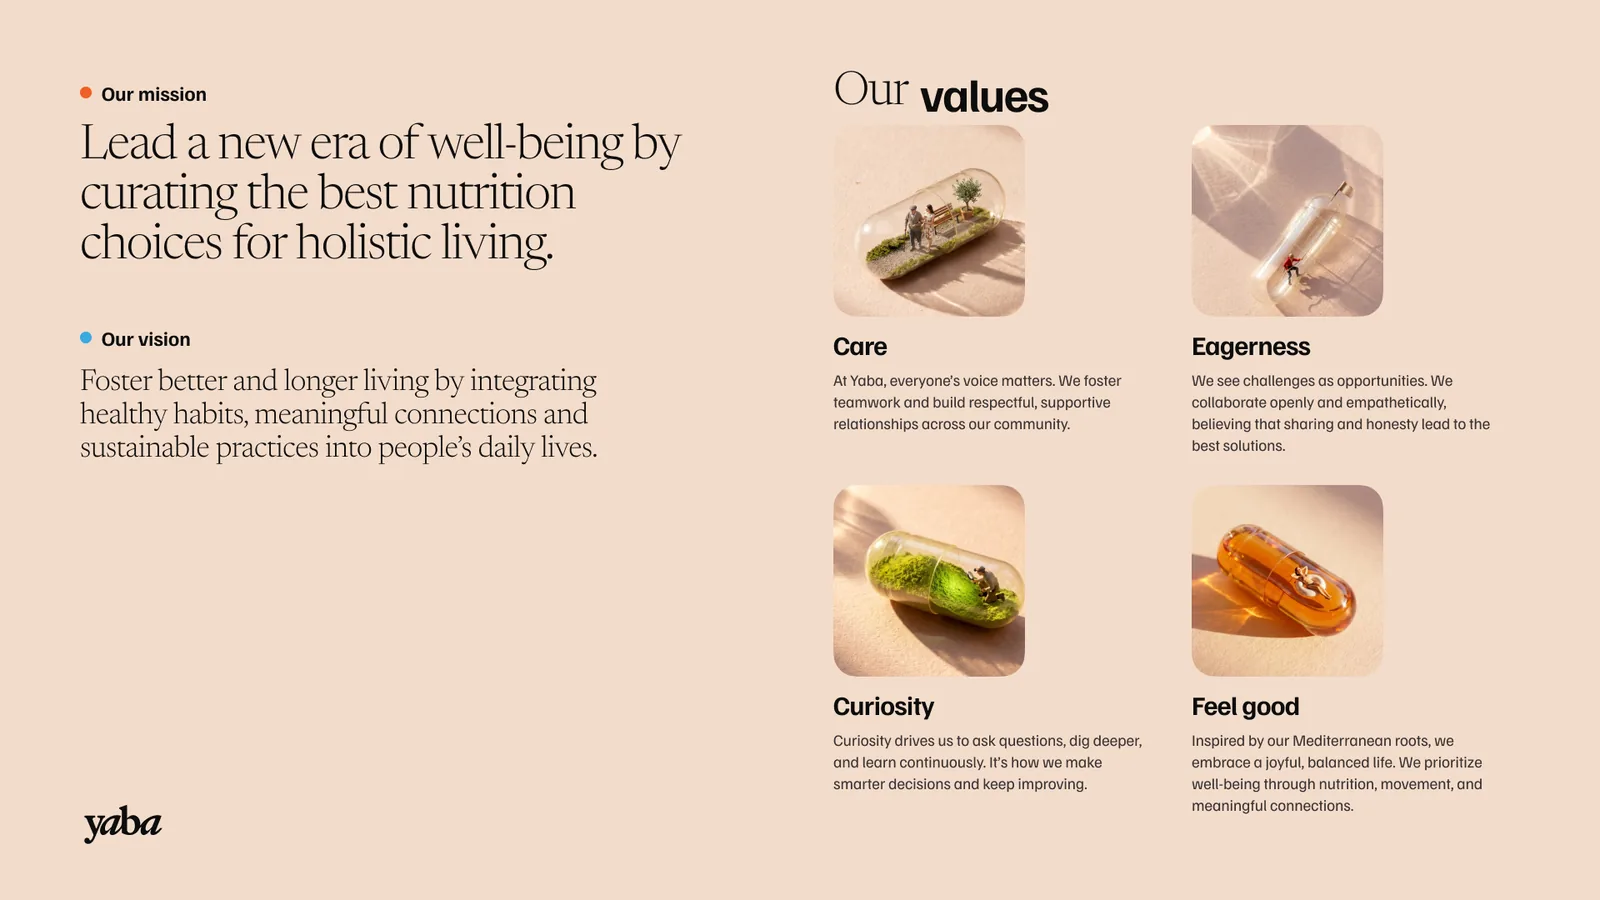 Our mission
Lead a new era of well-being by
curating the best nutrition
choices for holistic living.
Our vision
Foster better and longer living by integrating
healthy habits, meaningful connections and
sustainable practices into people’s daily lives.
yaba
Our values
Care
At Yaba, everyone’s voice matters. We foster
teamwork and build respectful, supportive
relationships across our community.
Eagerness
We see challenges as opportunities. We
collaborate openly and empathetically,
believing that sharing and honesty lead to the
best solutions.
Curiosity
Curiosity drives us to ask questions, dig deeper,
and learn continuously. It’s how we make
smarter decisions and keep improving.
Feel good
Inspired by our Mediterranean roots, we
embrace a joyful, balanced life. We prioritize
well-being through nutrition, movement, and
meaningful connections.